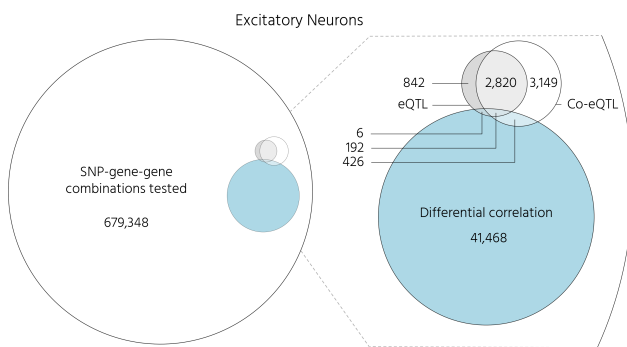 Excitatory Neurons
SNP-gene-gene
combinations tested
679,348
842
2,820
3,149
eQTL
Co-eQTL
6
192
426
Differential correlation
41,468